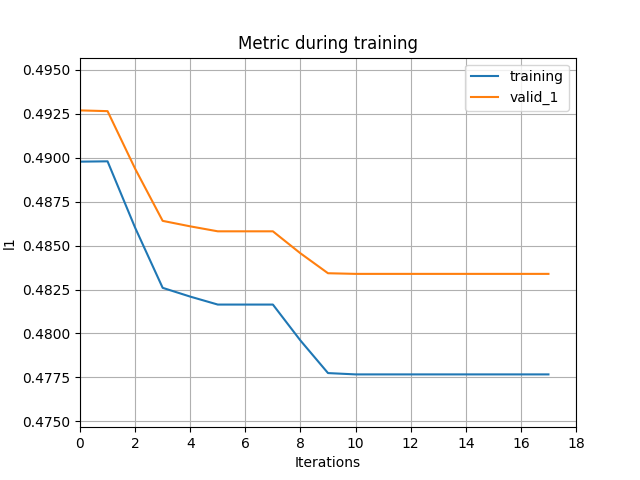 Metric during training
0.4950
0.4925
0.4900
0.4875
0.4850
0.4825
0.4800
0.4775
0.4750
l1
training
valid_1
0 2 4 6 8 10 12 14 16 18
Iterations